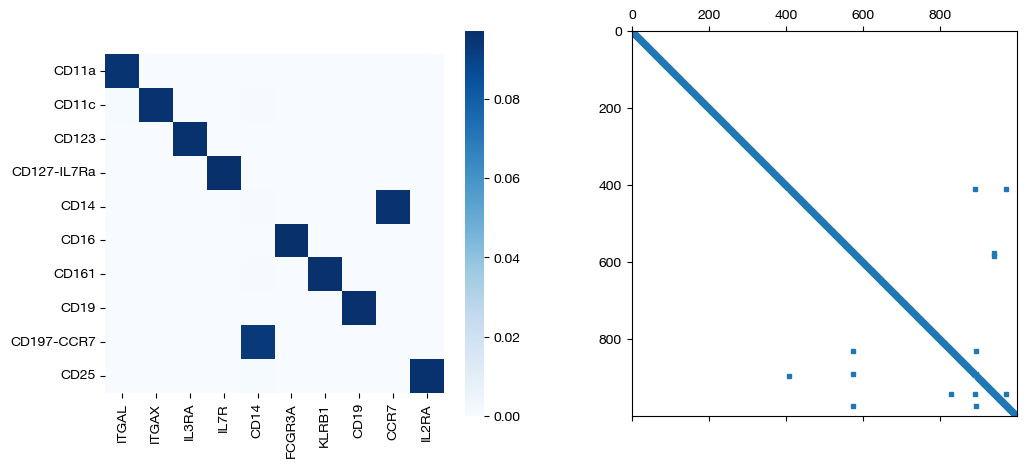 CD11a
CD11c
CD123
CD127-IL7Ra
CD14
CD16
CD161
CD19
CD197-CCR7
CD25
ITGAL
ITGAX
IL3RA
IL7R
CD14
FCGR3A
KLRB1
CD19
CCR7
IL2RA
0.08
0.06
0.04
0.02
0.00
0 200 400 600 800
0
200
400
600
800